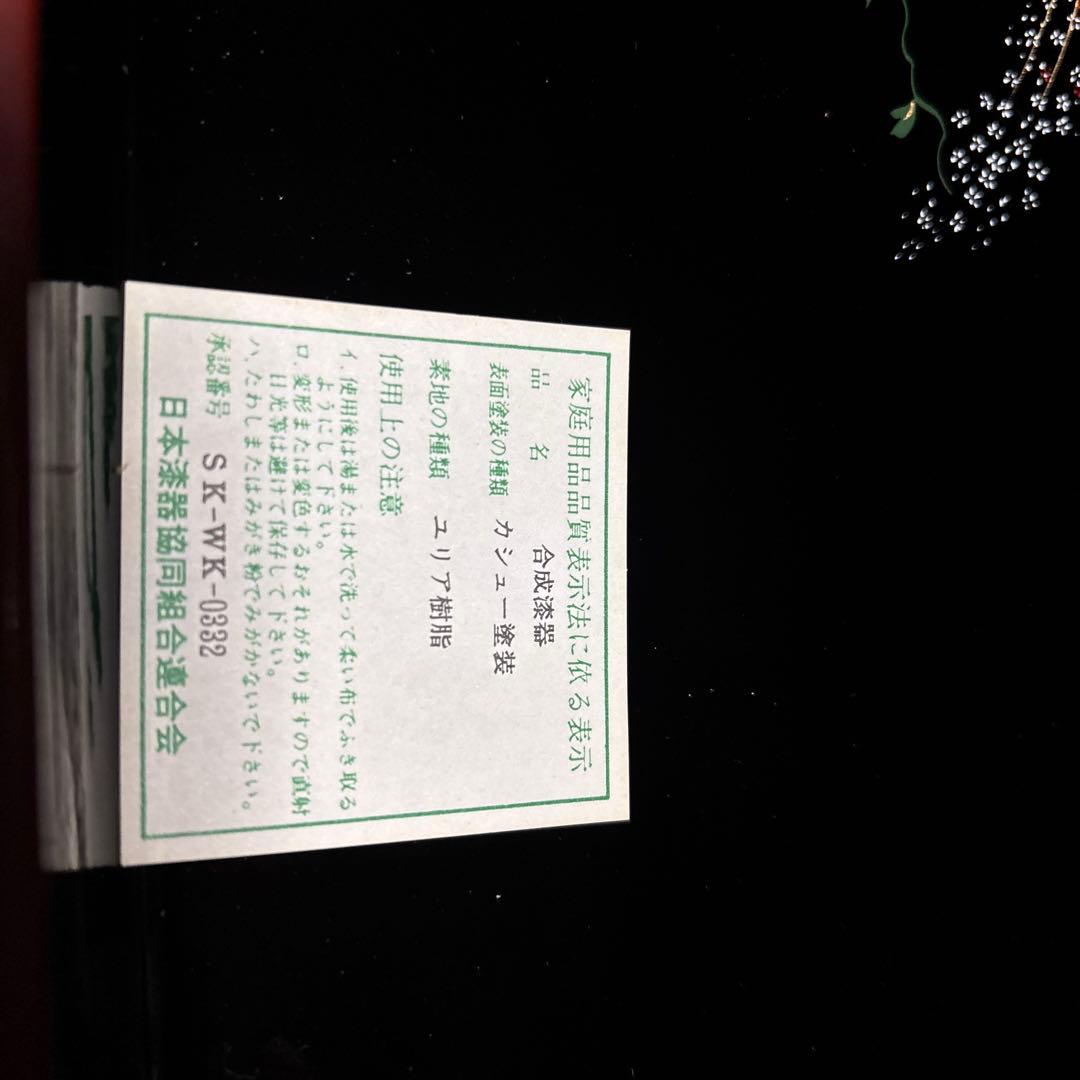 家庭用品品質表示法に依る表示
品 名 合成漆器
表面塗装の種類 カシュー塗装
素地の種類 ユリア樹脂
使用上の注意
イ.使用後は湯または水で洗って柔い布でふき取る
ようにして下さい。
ロ.変形または変色するおそれがありますので直射
日光等は避けて保存して下さい。
ハ.たわしまたはみがき粉でみがかないで下さい。
承認番号 SK-WK-0332
日本漆器協同組合連合会